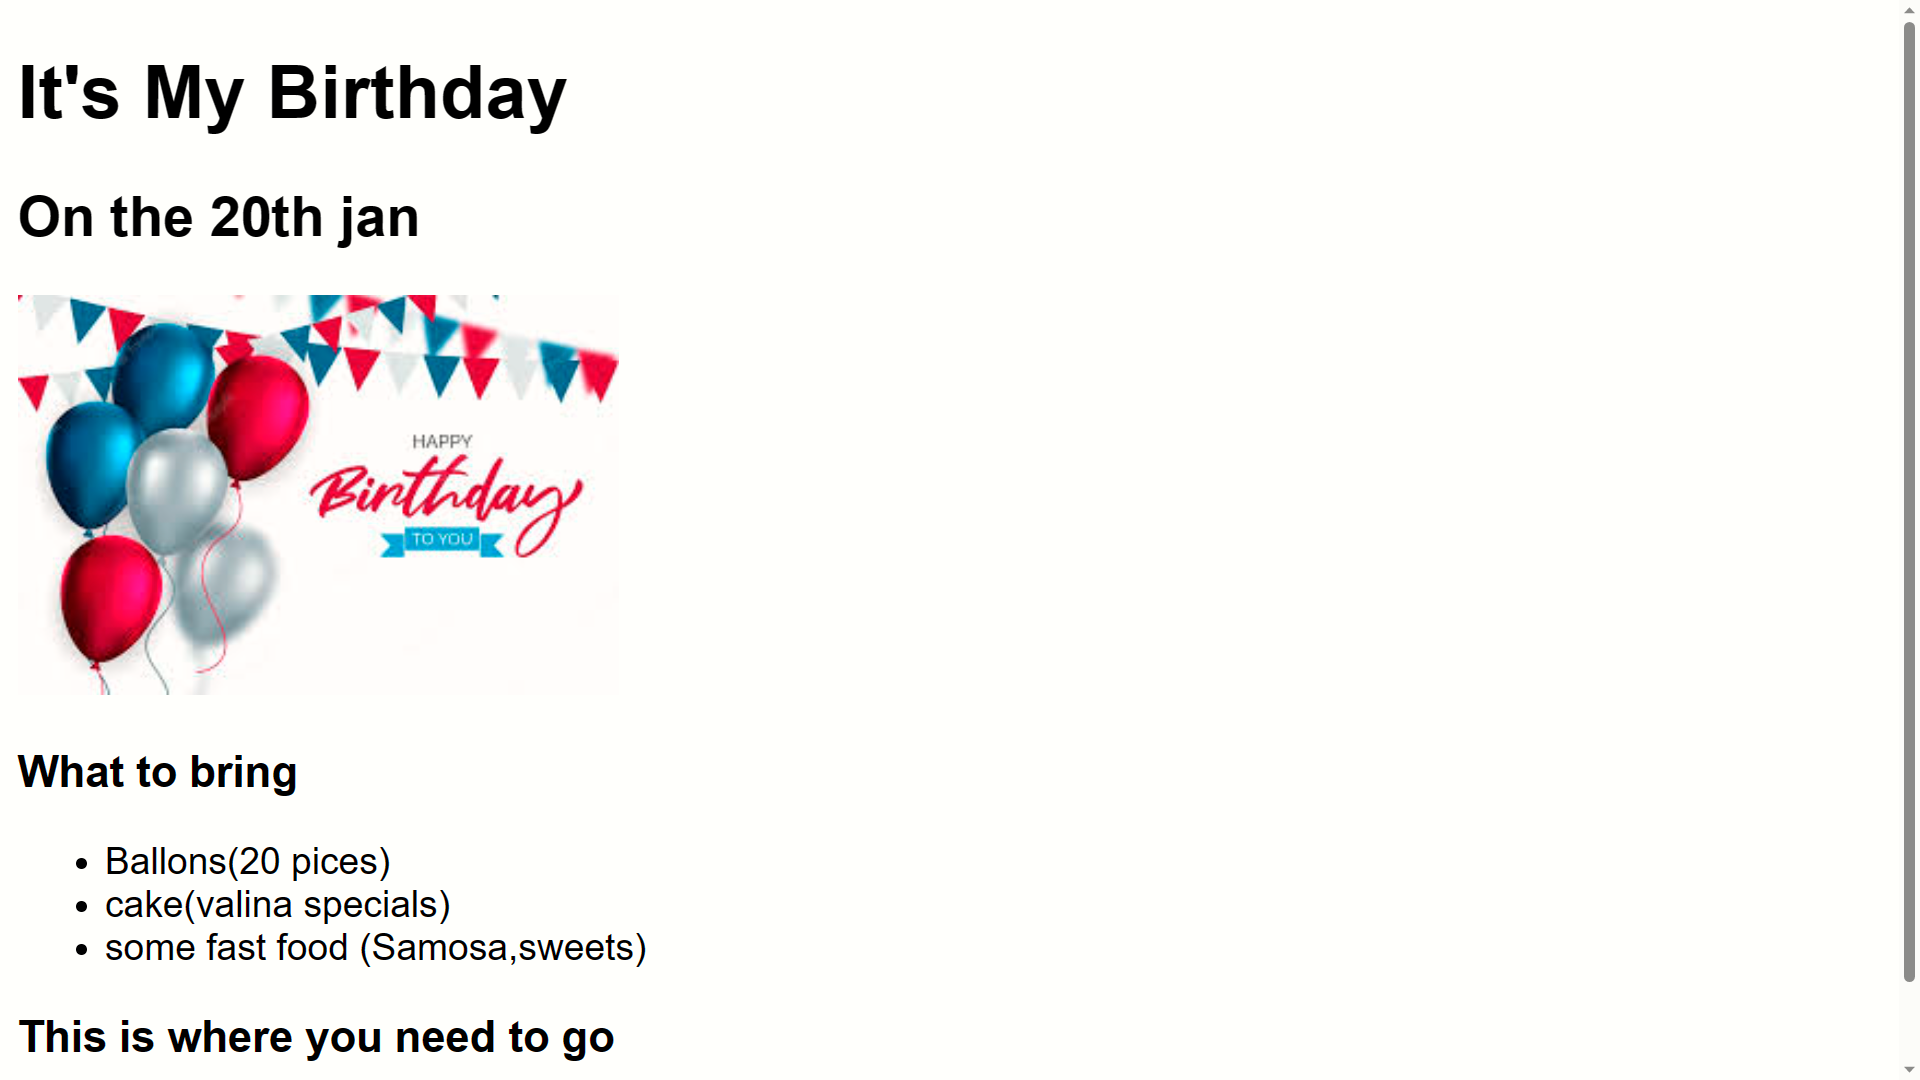 It's My Birthday
On the 20th jan
HAPPY
Birthday
TO YOU
What to bring
Ballons(20 pices)
cake(valina specials)
some fast food (Samosa,sweets)
This is where you need to go